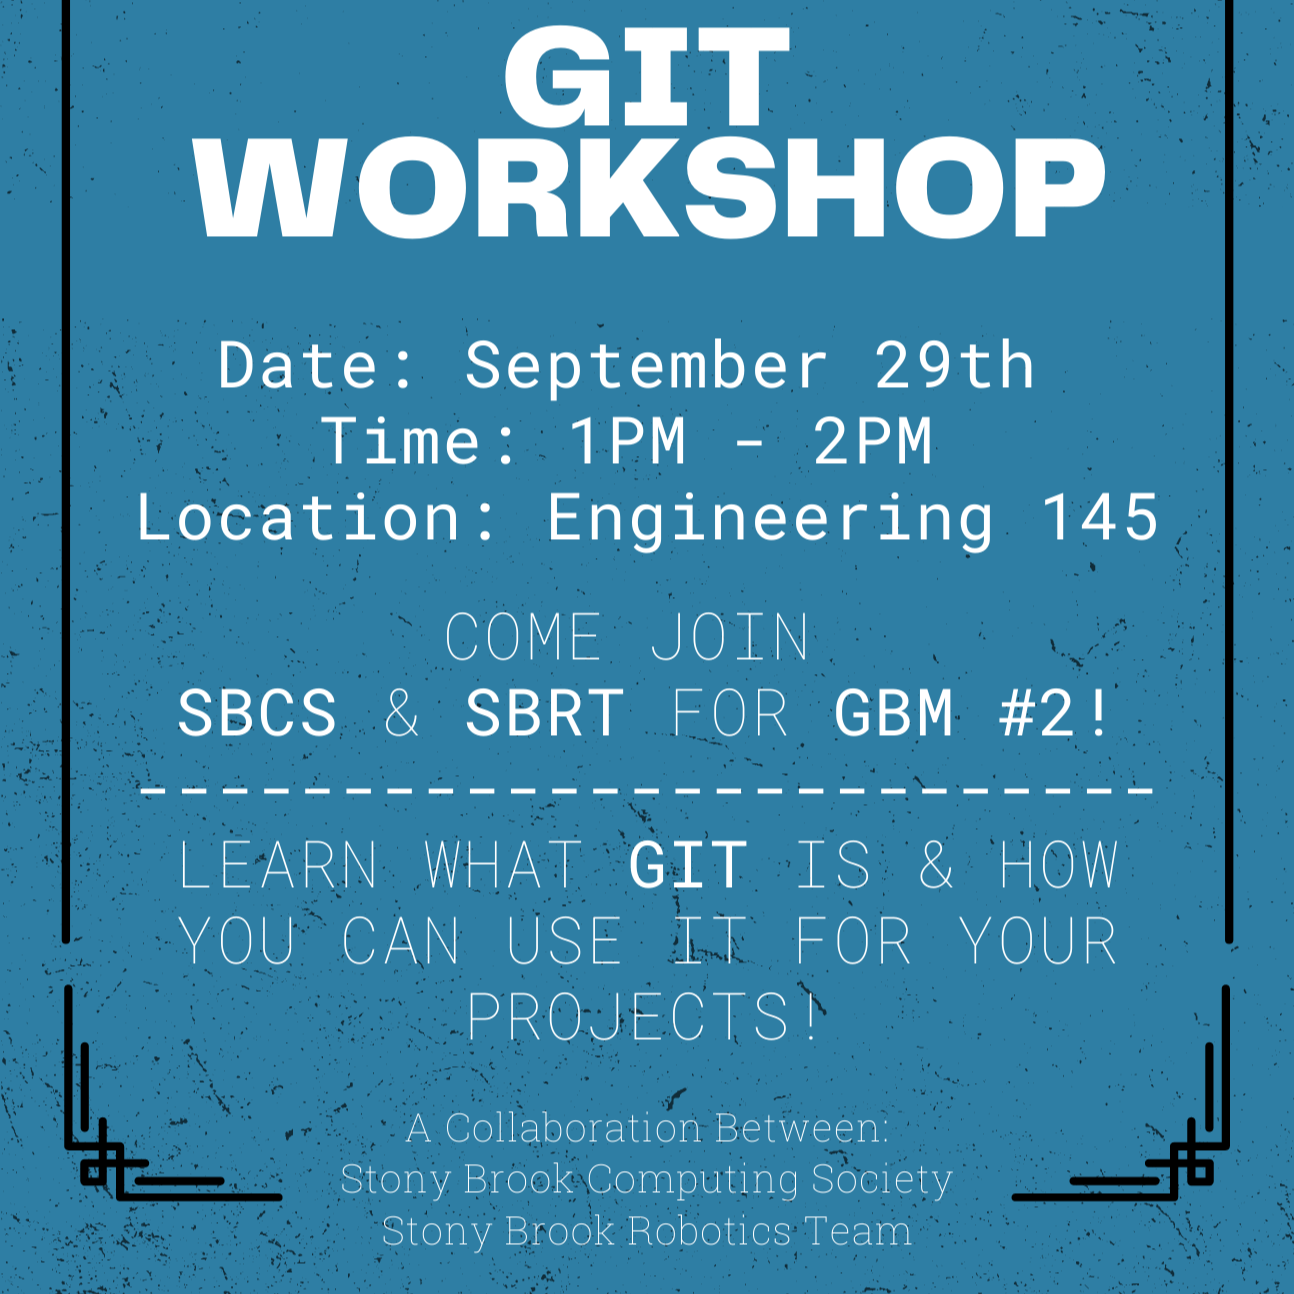 GIT
WORKSHOP
Date: September 29th
Time: 1PM - 2PM
Location: Engineering 145
COME JOIN
SBCS & SBRT FOR GBM #2!
-------------------------
LEARN WHAT GIT IS & HOW
YOU CAN USE IT FOR YOUR
PROJECTS!
A Collaboration Between:
Stony Brook Computing Society
Stony Brook Robotics Team